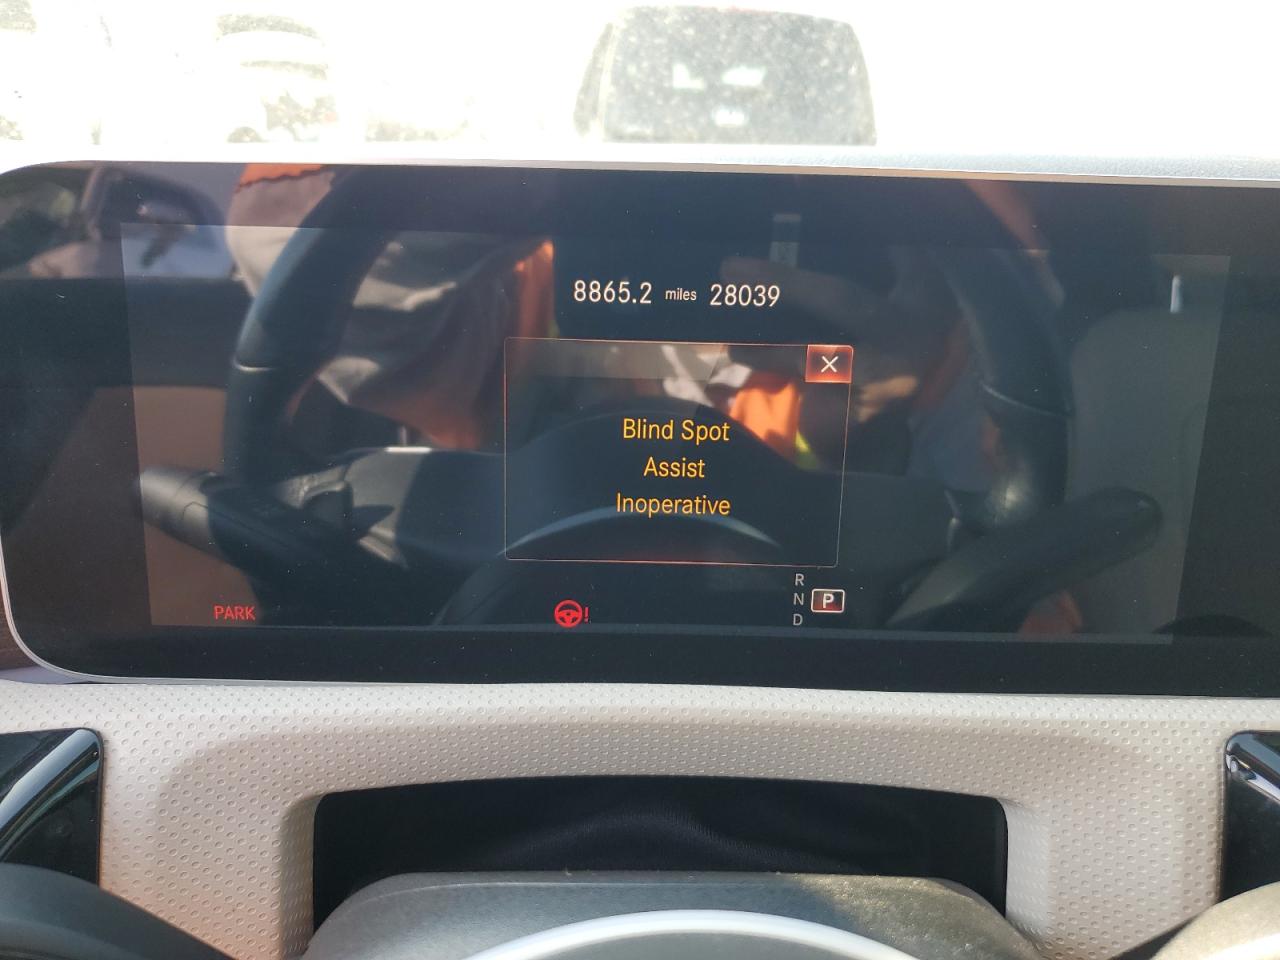 8865.2 miles 28039
Blind Spot
Assist
Inoperative
R
N P
D
PARK
!